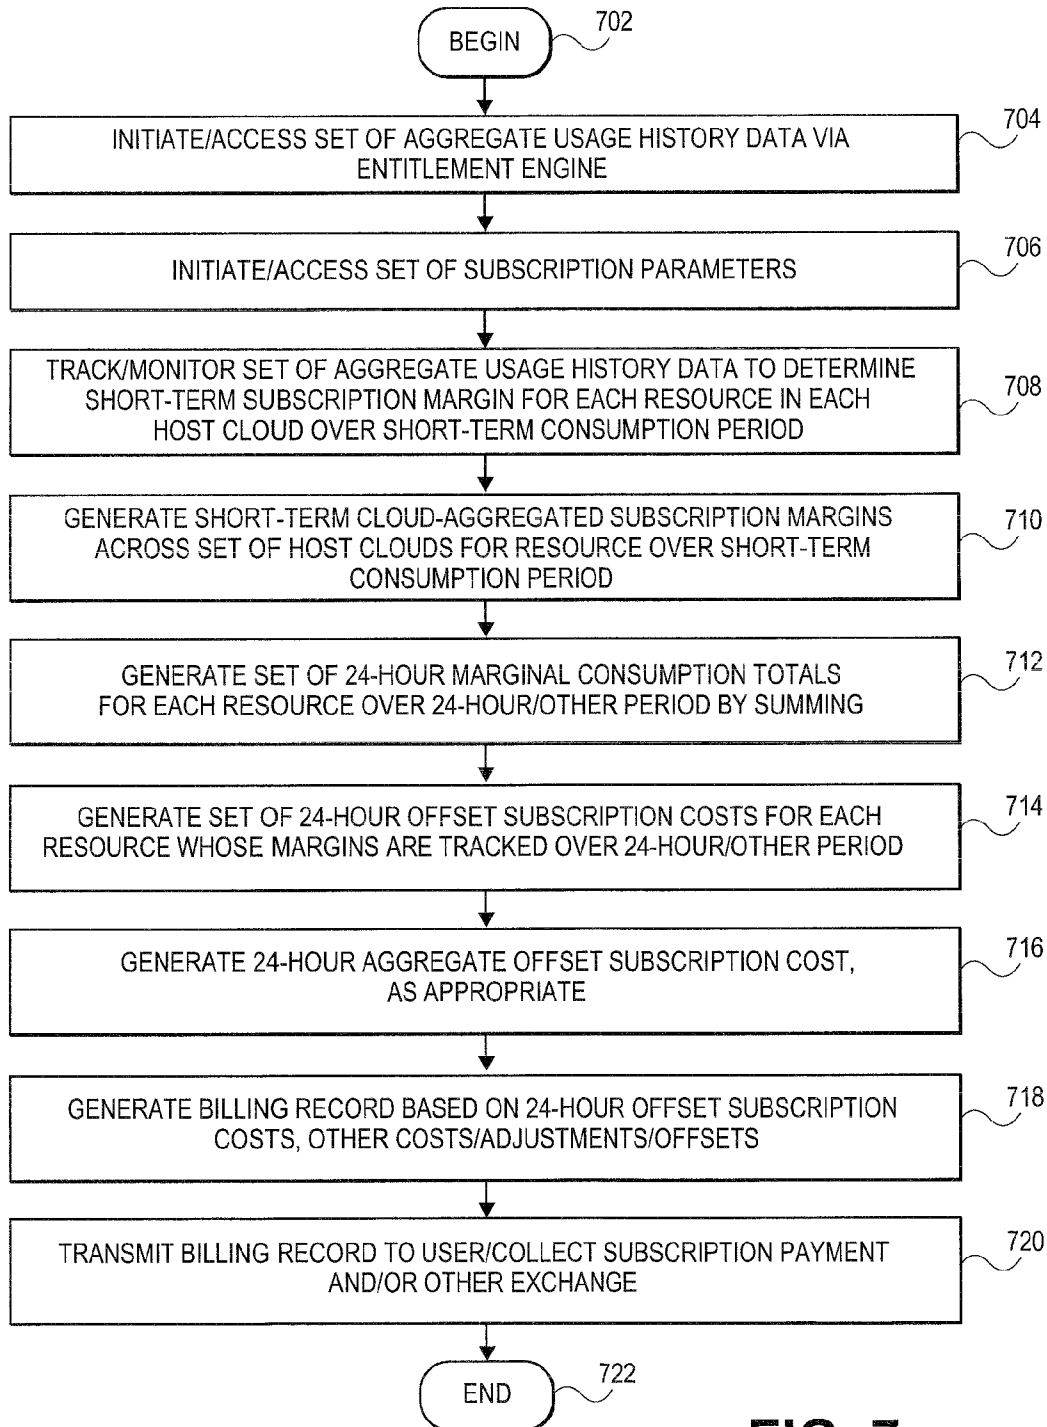 BEGIN
702
INITIATE/ACCESS SET OF AGGREGATE USAGE HISTORY DATA VIA
ENTITLEMENT ENGINE
704
INITIATE/ACCESS SET OF SUBSCRIPTION PARAMETERS
706
TRACK/MONITOR SET OF AGGREGATE USAGE HISTORY DATA TO DETERMINE
SHORT-TERM SUBSCRIPTION MARGIN FOR EACH RESOURCE IN EACH
HOST CLOUD OVER SHORT-TERM CONSUMPTION PERIOD
708
GENERATE SHORT-TERM CLOUD-AGGREGATED SUBSCRIPTION MARGINS
ACROSS SET OF HOST CLOUDS FOR RESOURCE OVER SHORT-TERM
CONSUMPTION PERIOD
710
GENERATE SET OF 24-HOUR MARGINAL CONSUMPTION TOTALS
FOR EACH RESOURCE OVER 24-HOUR/OTHER PERIOD BY SUMMING
712
GENERATE SET OF 24-HOUR OFFSET SUBSCRIPTION COSTS FOR EACH
RESOURCE WHOSE MARGINS ARE TRACKED OVER 24-HOUR/OTHER PERIOD
714
GENERATE 24-HOUR AGGREGATE OFFSET SUBSCRIPTION COST,
AS APPROPRIATE
716
GENERATE BILLING RECORD BASED ON 24-HOUR OFFSET SUBSCRIPTION
COSTS, OTHER COSTS/ADJUSTMENTS/OFFSETS
718
TRANSMIT BILLING RECORD TO USER/COLLECT SUBSCRIPTION PAYMENT
AND/OR OTHER EXCHANGE
720
END
722